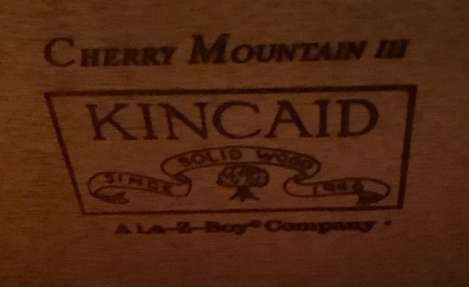 CHERRY MOUNTAIN III
KINCAID
SOLID WOOD
SINCE 1946
A La-Z-Boy® Company